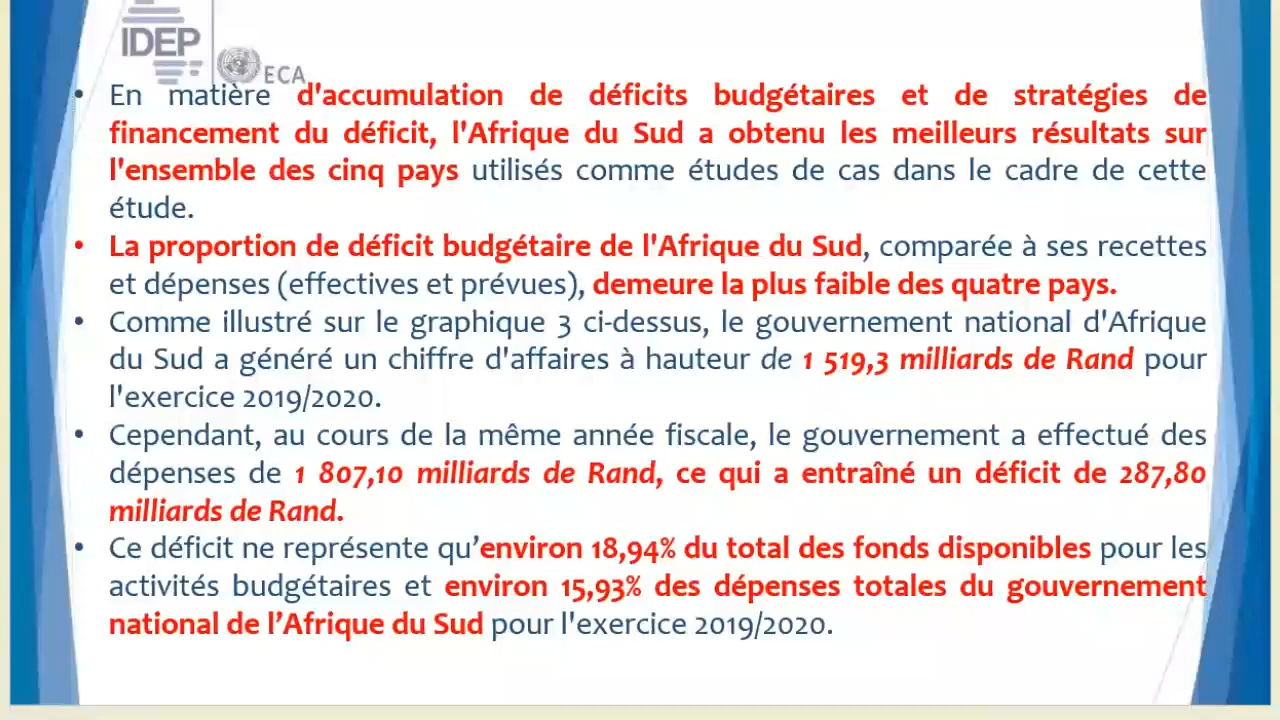 IDEP
ECA
• En matière d'accumulation de déficits budgétaires et de stratégies de
financement du déficit, l'Afrique du Sud a obtenu les meilleurs résultats sur
l'ensemble des cinq pays utilisés comme études de cas dans le cadre de cette
étude.
• La proportion de déficit budgétaire de l'Afrique du Sud, comparée à ses recettes
et dépenses (effectives et prévues), demeure la plus faible des quatre pays.
• Comme illustré sur le graphique 3 ci-dessus, le gouvernement national d'Afrique
du Sud a généré un chiffre d'affaires à hauteur de 1 519,3 milliards de Rand pour
l'exercice 2019/2020.
• Cependant, au cours de la même année fiscale, le gouvernement a effectué des
dépenses de 1 807,10 milliards de Rand, ce qui a entraîné un déficit de 287,80
milliards de Rand.
• Ce déficit ne représente qu’environ 18,94% du total des fonds disponibles pour les
activités budgétaires et environ 15,93% des dépenses totales du gouvernement
national de l’Afrique du Sud pour l'exercice 2019/2020.